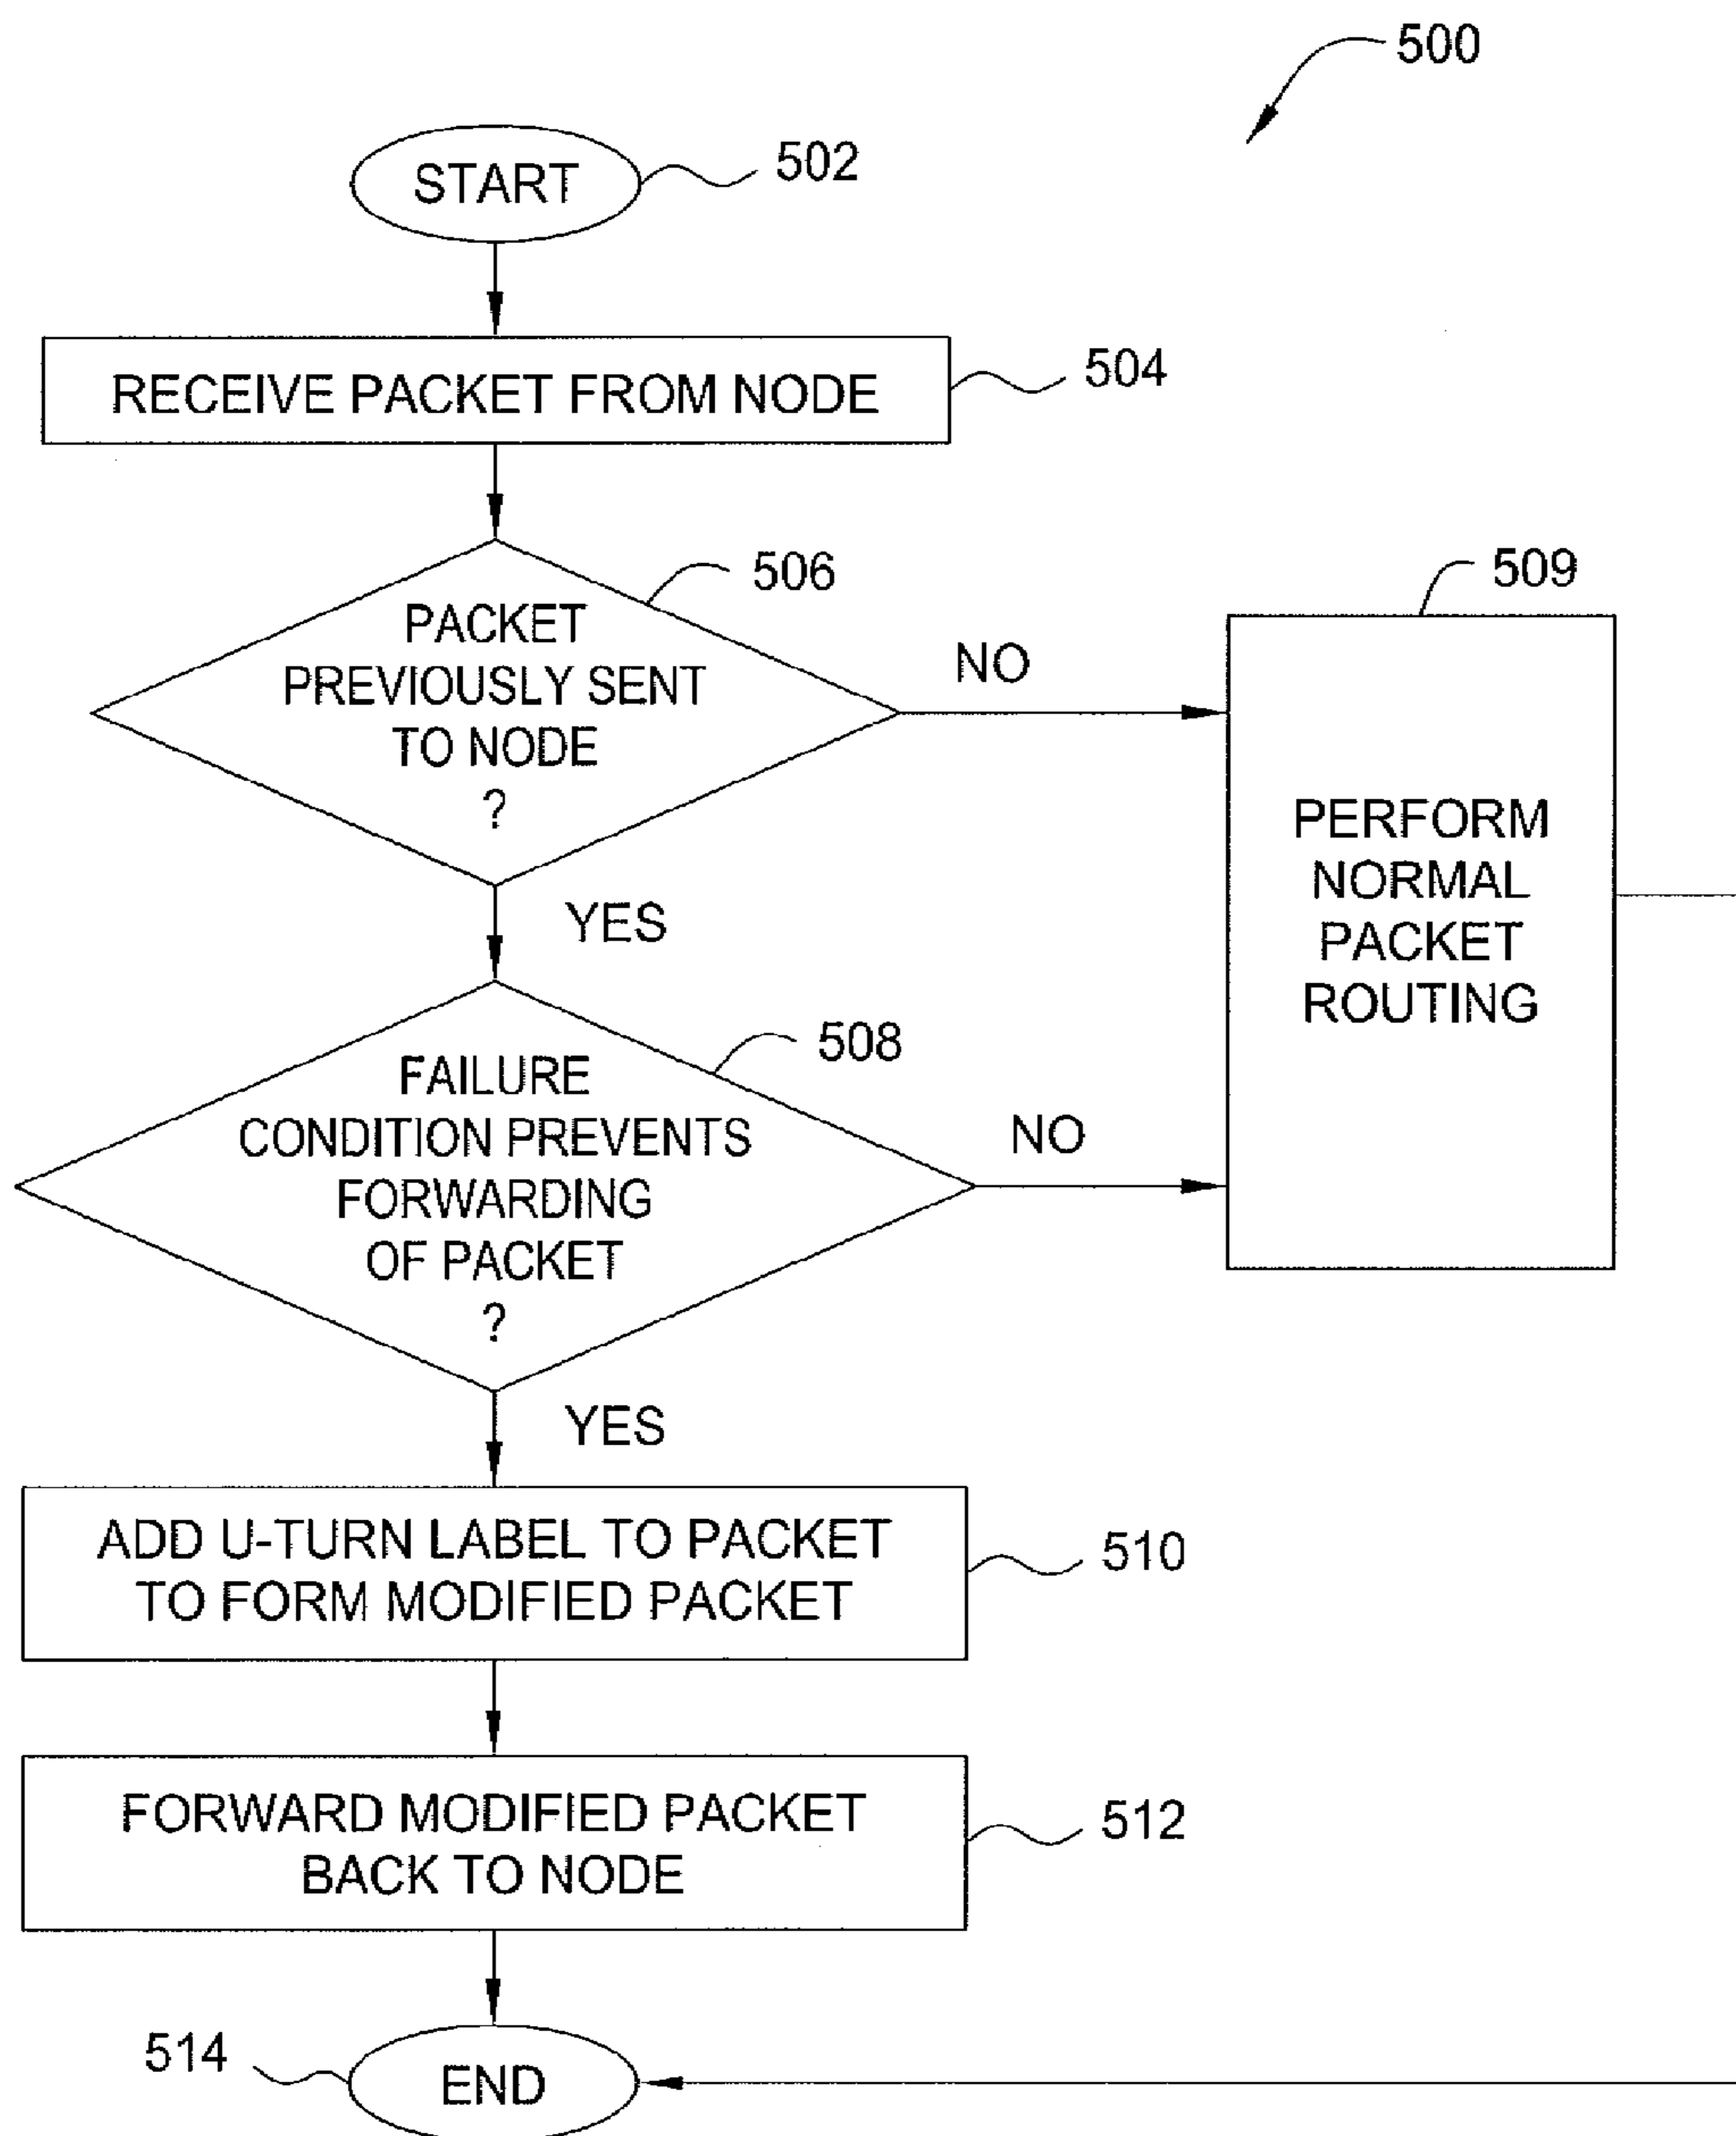 500
START
502
RECEIVE PACKET FROM NODE
504
506
PACKET
PREVIOUSLY SENT
TO NODE
?
NO
509
PERFORM
NORMAL
PACKET
ROUTING
YES
508
FAILURE
CONDITION PREVENTS
FORWARDING
OF PACKET
?
NO
YES
ADD U-TURN LABEL TO PACKET
TO FORM MODIFIED PACKET
510
FORWARD MODIFIED PACKET
BACK TO NODE
512
514
END